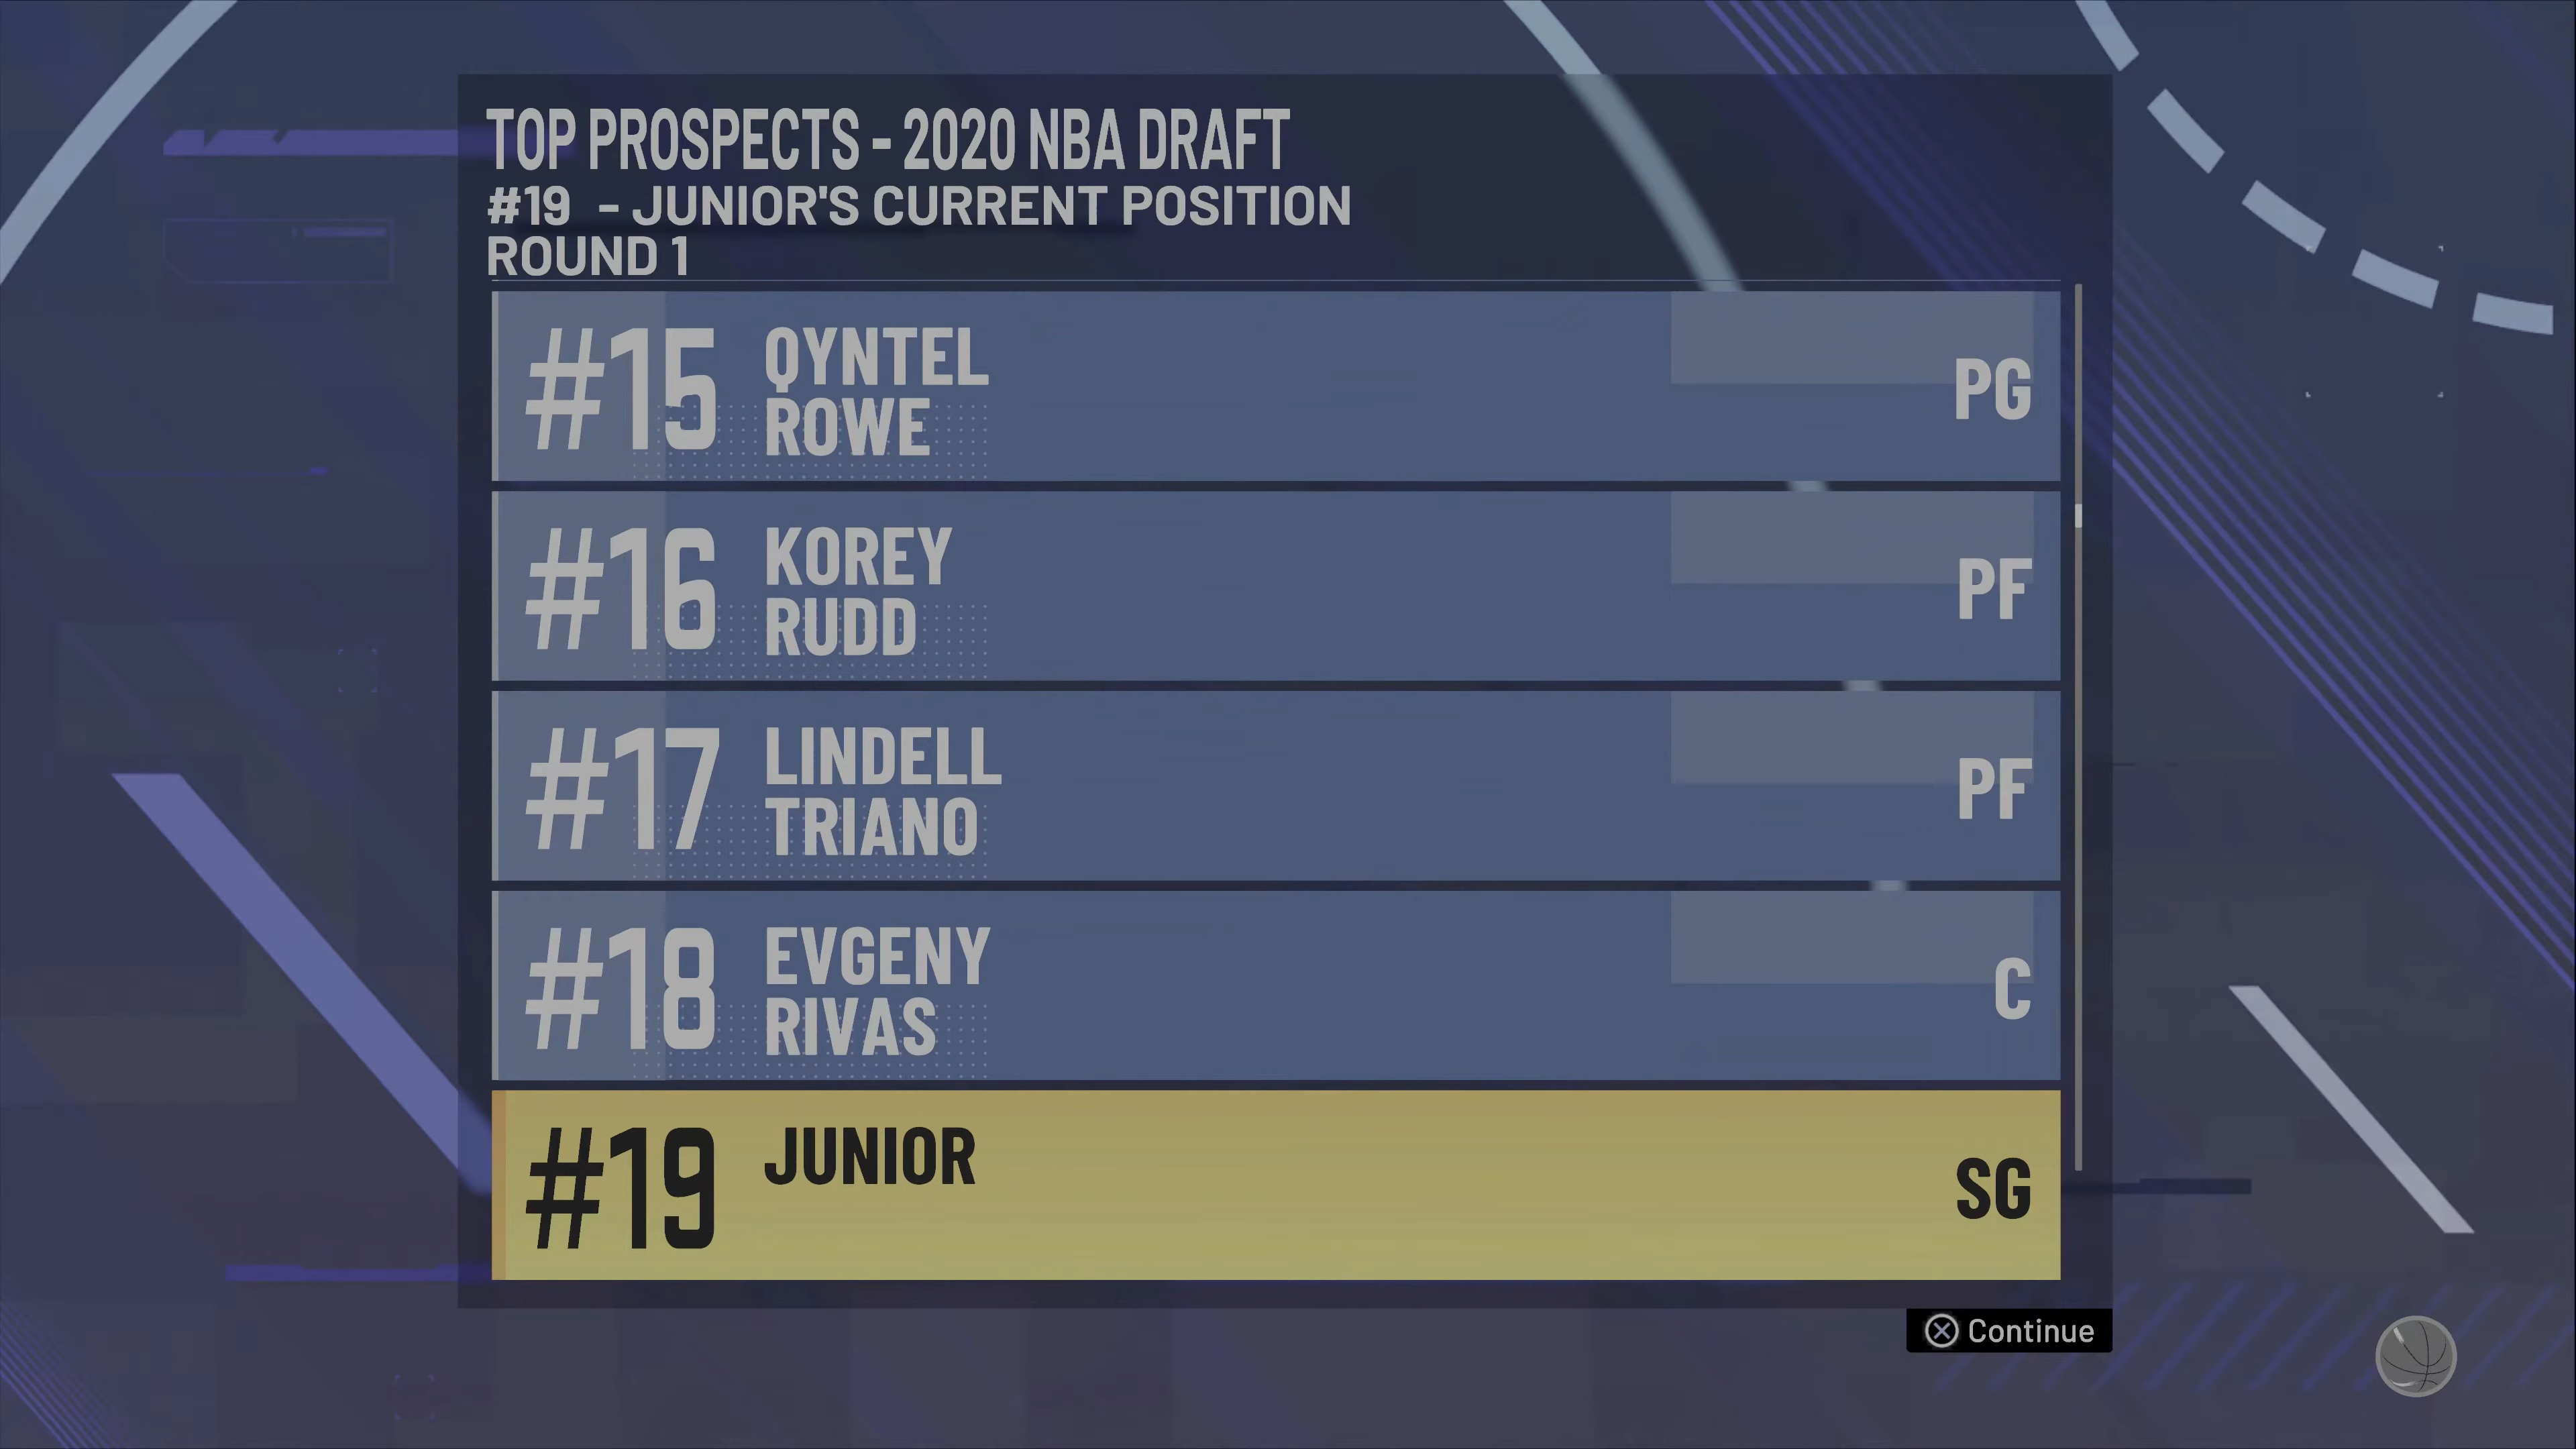 TOP PROSPECTS - 2020 NBA DRAFT
#19 - JUNIOR'S CURRENT POSITION
ROUND 1
#15
QYNTEL
ROWE
PG
#16
KOREY
RUDD
PF
#17
LINDELL
TRIANO
PF
#18
EVGENY
RIVAS
C
#19
JUNIOR
SG
Continue